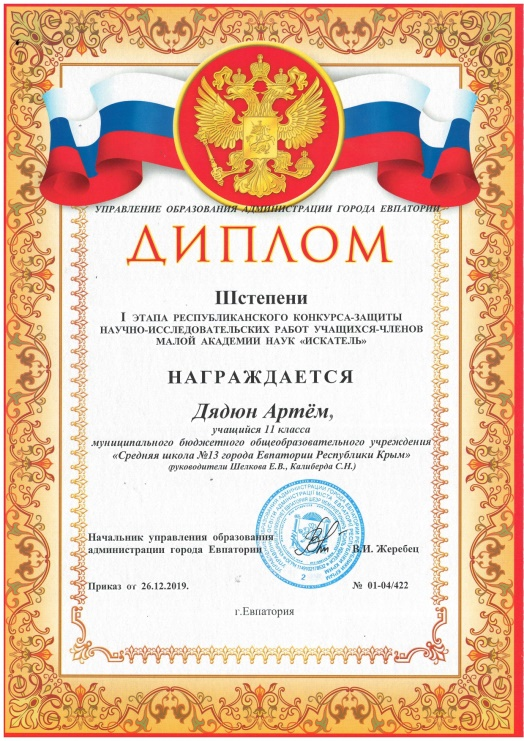 УПРАВЛЕНИЕ ОБРАЗОВАНИЯ АДМИНИСТРАЦИИ ГОРОДА ЕВПАТОРИИ
ДИПЛОМ
IIIстепени
I ЭТАПА РЕСПУБЛИКАНСКОГО КОНКУРСА-ЗАЩИТЫ
НАУЧНО-ИССЛЕДОВАТЕЛЬСКИХ РАБОТ УЧАЩИХСЯ-ЧЛЕНОВ
МАЛОЙ АКАДЕМИИ НАУК «ИСКАТЕЛЬ»
НАГРАЖДАЕТСЯ
Дядюн Артём,
учащийся 11 класса
муниципального бюджетного общеобразовательного учреждения
«Средняя школа №13 города Евпатории Республики Крым»
(руководители Шелкова Е.В., Калиберда С.Н.)
Начальник управления образования
администрации города Евпатории В.И. Жеребец
Приказ от 26.12.2019. № 01-04/422
г.Евпатория